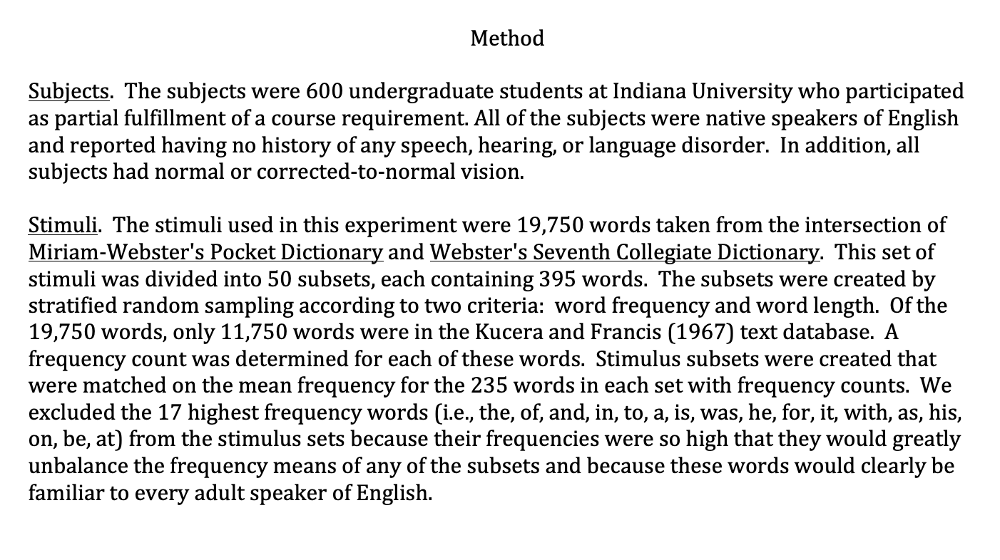 Method
Subjects.  The subjects were 600 undergraduate students at Indiana University who participated
as partial fulfillment of a course requirement. All of the subjects were native speakers of English
and reported having no history of any speech, hearing, or language disorder.  In addition, all
subjects had normal or corrected-to-normal vision.
Stimuli.  The stimuli used in this experiment were 19,750 words taken from the intersection of
Miriam-Webster's Pocket Dictionary and Webster's Seventh Collegiate Dictionary.  This set of
stimuli was divided into 50 subsets, each containing 395 words.  The subsets were created by
stratified random sampling according to two criteria:  word frequency and word length.  Of the
19,750 words, only 11,750 words were in the Kucera and Francis (1967) text database.  A
frequency count was determined for each of these words.  Stimulus subsets were created that
were matched on the mean frequency for the 235 words in each set with frequency counts.  We
excluded the 17 highest frequency words (i.e., the, of, and, in, to, a, is, was, he, for, it, with, as, his,
on, be, at) from the stimulus sets because their frequencies were so high that they would greatly
unbalance the frequency means of any of the subsets and because these words would clearly be
familiar to every adult speaker of English.